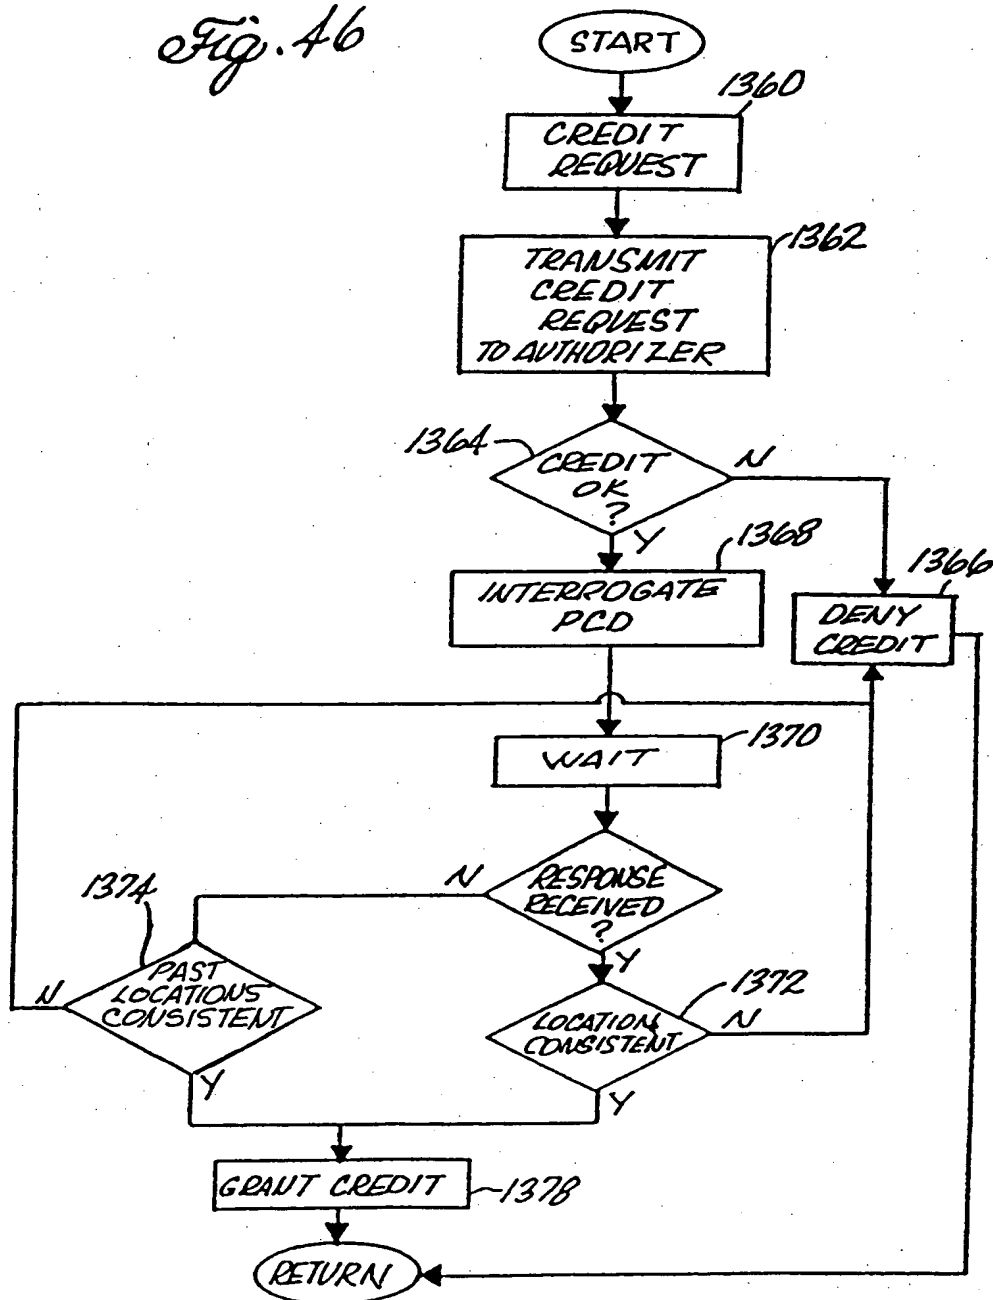 Fig. 46
START
1360
CREDIT
REQUEST
1362
TRANSMIT
CREDIT
REQUEST
TO AUTHORIZER
1364
CREDIT
OK
?
N
Y
1368
INTERROGATE
PCD
1366
DENY
CREDIT
1370
WAIT
RESPONSE
RECEIVED
?
N
Y
1374
PAST
LOCATIONS
CONSISTENT
N
Y
1372
LOCATION
CONSISTENT
N
Y
GRANT CREDIT
1378
RETURN